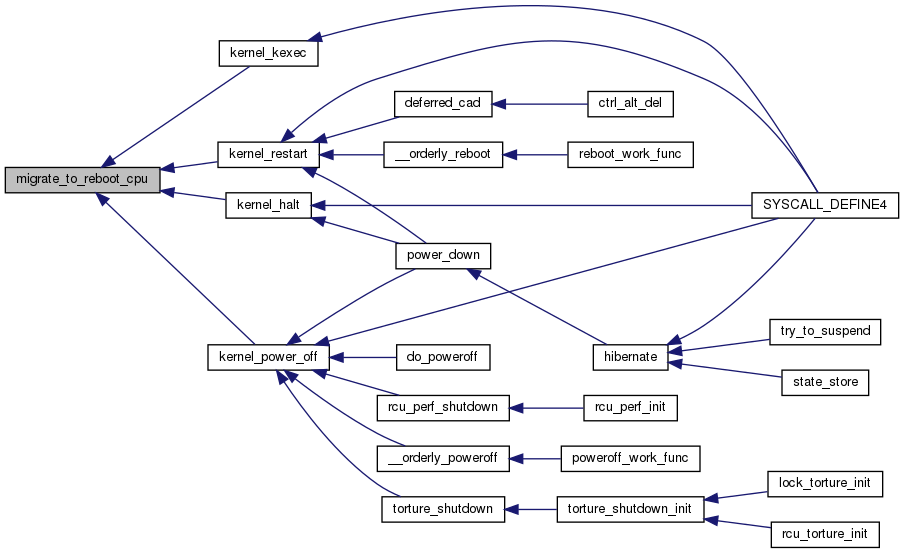 kernel_kexec
deferred_cad
ctrl_alt_del
kernel_restart
__orderly_reboot
reboot_work_func
migrate_to_reboot_cpu
kernel_halt
SYSCALL_DEFINE4
power_down
try_to_suspend
kernel_power_off
do_poweroff
hibernate
state_store
rcu_perf_shutdown
rcu_perf_init
__orderly_poweroff
poweroff_work_func
lock_torture_init
torture_shutdown
torture_shutdown_init
rcu_torture_init